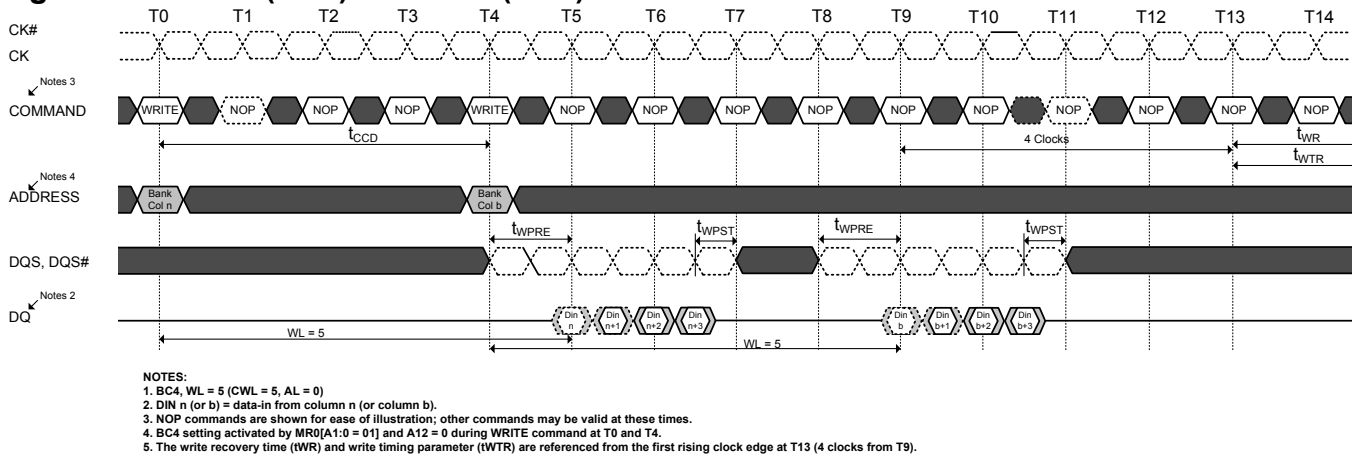 T0 T1 T2 T3 T4 T5 T6 T7 T8 T9 T10 T11 T12 T13 T14
CK#
CK
Notes 3
COMMAND
WRITE NOP NOP NOP WRITE NOP NOP NOP NOP NOP NOP NOP NOP NOP NOP
tCCD
4 Clocks
tWR
tWTR
Notes 4
ADDRESS
Bank Bank
Col n Col b
tWPRE tWPST tWPRE tWPST
DQS, DQS#
Notes 2
DQ
Din Din Din Din Din Din Din Din
n n+1 n+2 n+3 b b+1 b+2 b+3
WL = 5
WL = 5
NOTES:
1. BC4, WL = 5 (CWL = 5, AL = 0)
2. DIN n (or b) = data-in from column n (or column b).
3. NOP commands are shown for ease of illustration; other commands may be valid at these times.
4. BC4 setting activated by MR0[A1:0 = 01] and A12 = 0 during WRITE command at T0 and T4.
5. The write recovery time (tWR) and write timing parameter (tWTR) are referenced from the first rising clock edge at T13 (4 clocks from T9).